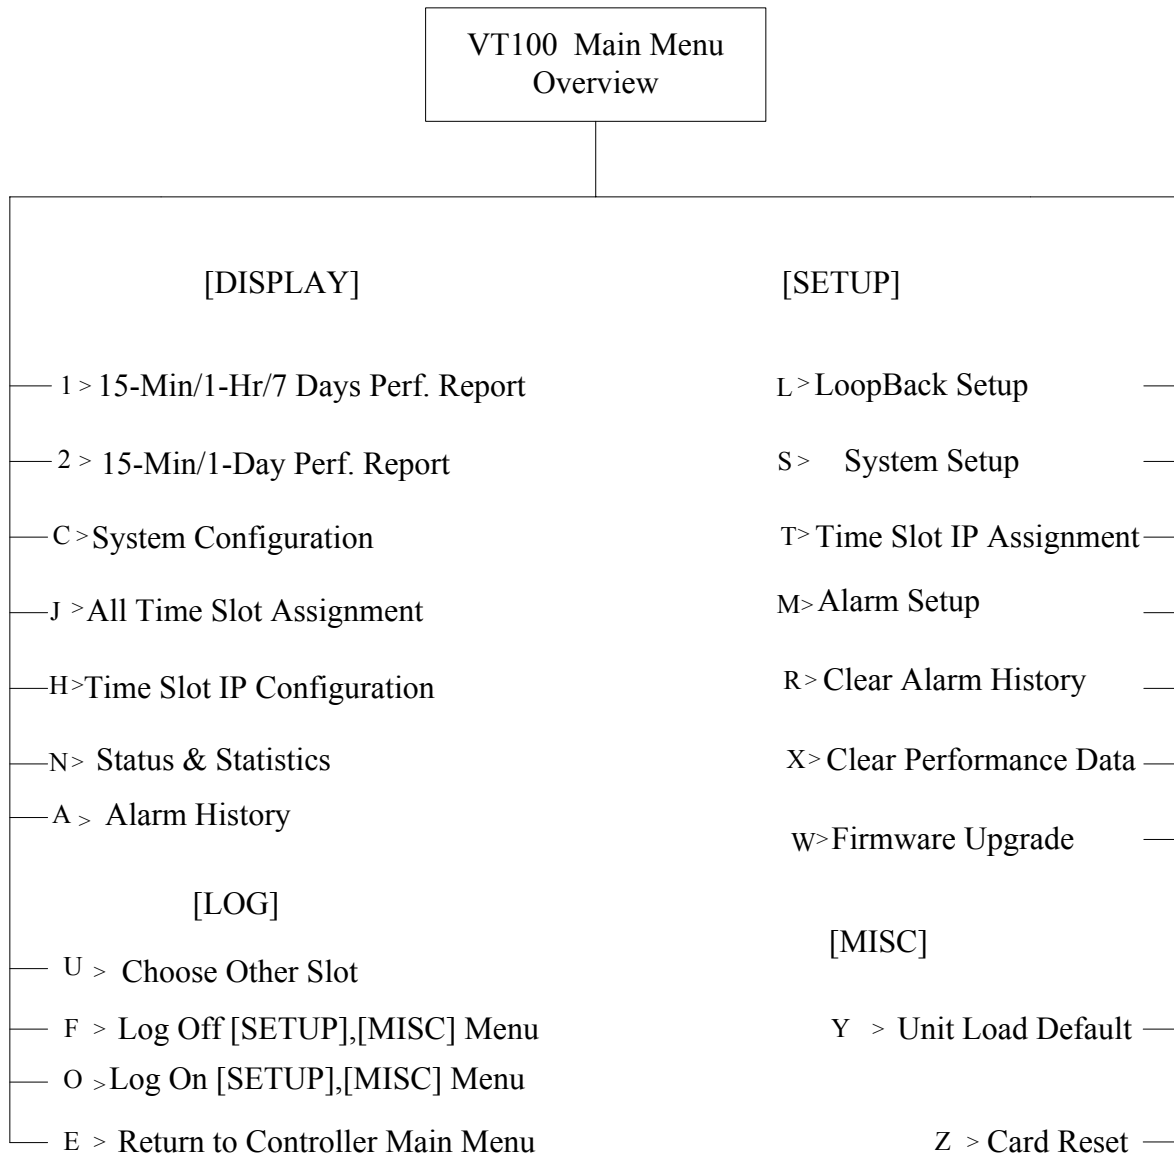 VT100 Main Menu
Overview
[DISPLAY]
1 > 15-Min/1-Hr/7 Days Perf. Report
2 > 15-Min/1-Day Perf. Report
C > System Configuration
J > All Time Slot Assignment
H > Time Slot IP Configuration
N > Status & Statistics
A > Alarm History
[LOG]
U > Choose Other Slot
F > Log Off [SETUP],[MISC] Menu
O > Log On [SETUP],[MISC] Menu
E > Return to Controller Main Menu
[SETUP]
L > LoopBack Setup
S > System Setup
T > Time Slot IP Assignment
M > Alarm Setup
R > Clear Alarm History
X > Clear Performance Data
W > Firmware Upgrade
[MISC]
Y > Unit Load Default
Z > Card Reset